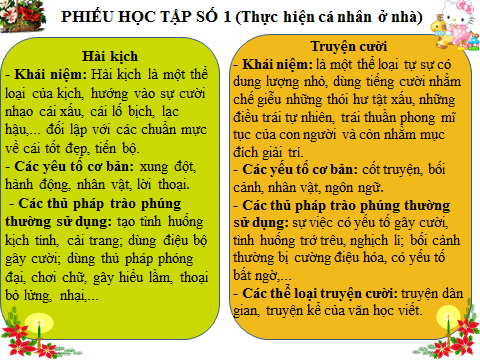 PHIẾU HỌC TẬP SỐ 1 (Thực hiện cá nhân ở nhà)
Hài kịch
- Khái niệm: Hài kịch là một thể
loại của kịch, hướng vào sự cười
nhạo cái xấu, cái lố bịch, lạc
hậu,... đối lập với các chuẩn mực
về cái tốt đẹp, tiến bộ.
- Các yếu tố cơ bản: xung đột,
hành động, nhân vật, lời thoại.
- Các thủ pháp trào phúng
thường sử dụng: tạo tình huống
kịch tính, cải trang; dùng điệu bộ
gây cười; dùng thủ pháp phóng
đại, chơi chữ, gây hiểu lầm, thoại
bỏ lửng, nhại,...
Truyện cười
- Khái niệm: là một thể loại tự sự có
dung lượng nhỏ, dùng tiếng cười nhằm
chế giễu những thói hư tật xấu, những
điều trái tự nhiên, trái thuần phong mĩ
tục của con người và còn nhằm mục
đích giải trí.
- Các yếu tố cơ bản: cốt truyện, bối
cảnh, nhân vật, ngôn ngữ.
- Các thủ pháp trào phúng thường
sử dụng: sự việc có yếu tố gây cười,
tình huống trớ trêu, nghịch lí; bối cảnh
thường bị cường điệu hóa, có yếu tố
bất ngờ,...
- Các thể loại truyện cười: truyện dân
gian, truyện kể của văn học viết.